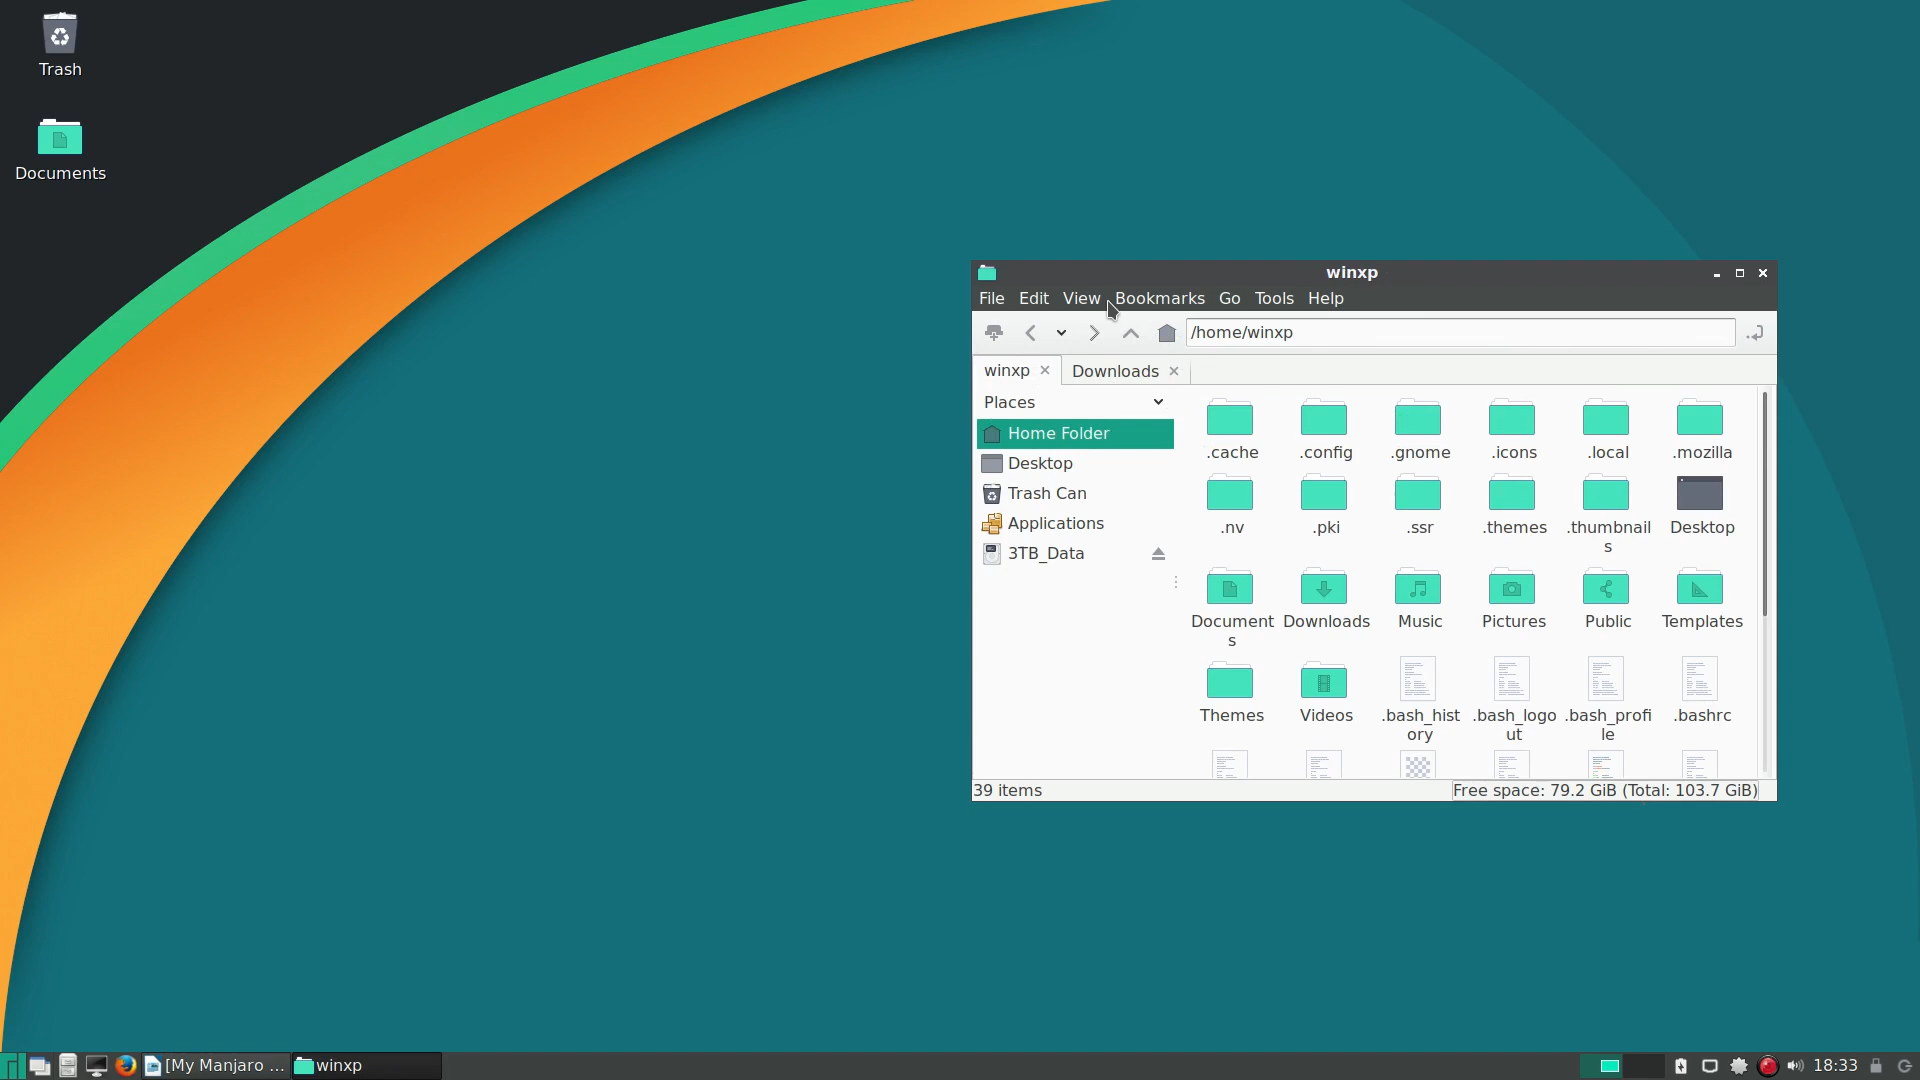 Trash
Documents
winxp
File Edit View Bookmarks Go Tools Help
/home/winxp
winxp
Downloads
Places
Home Folder
Desktop
Trash Can
Applications
3TB_Data
.cache .config .gnome .icons .local .mozilla
.nv .pki .ssr .themes .thumbnail
s
Desktop
Document
s
Downloads Music Pictures Public Templates
Themes Videos .bash_hist
ory
.bash_logo
ut
.bash_profi
le
.bashrc
39 items
Free space: 79.2 GiB (Total: 103.7 GiB)
[My Manjaro ...
winxp
18:33